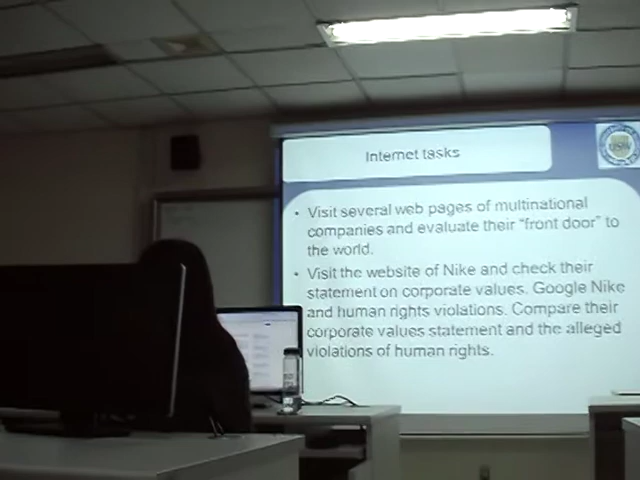 Internet tasks
• Visit several web pages of multinational
companies and evaluate their “front door” to
the world.
• Visit the website of Nike and check their
statement on corporate values. Google Nike
and human rights violations. Compare their
corporate values statement and the alleged
violations of human rights.